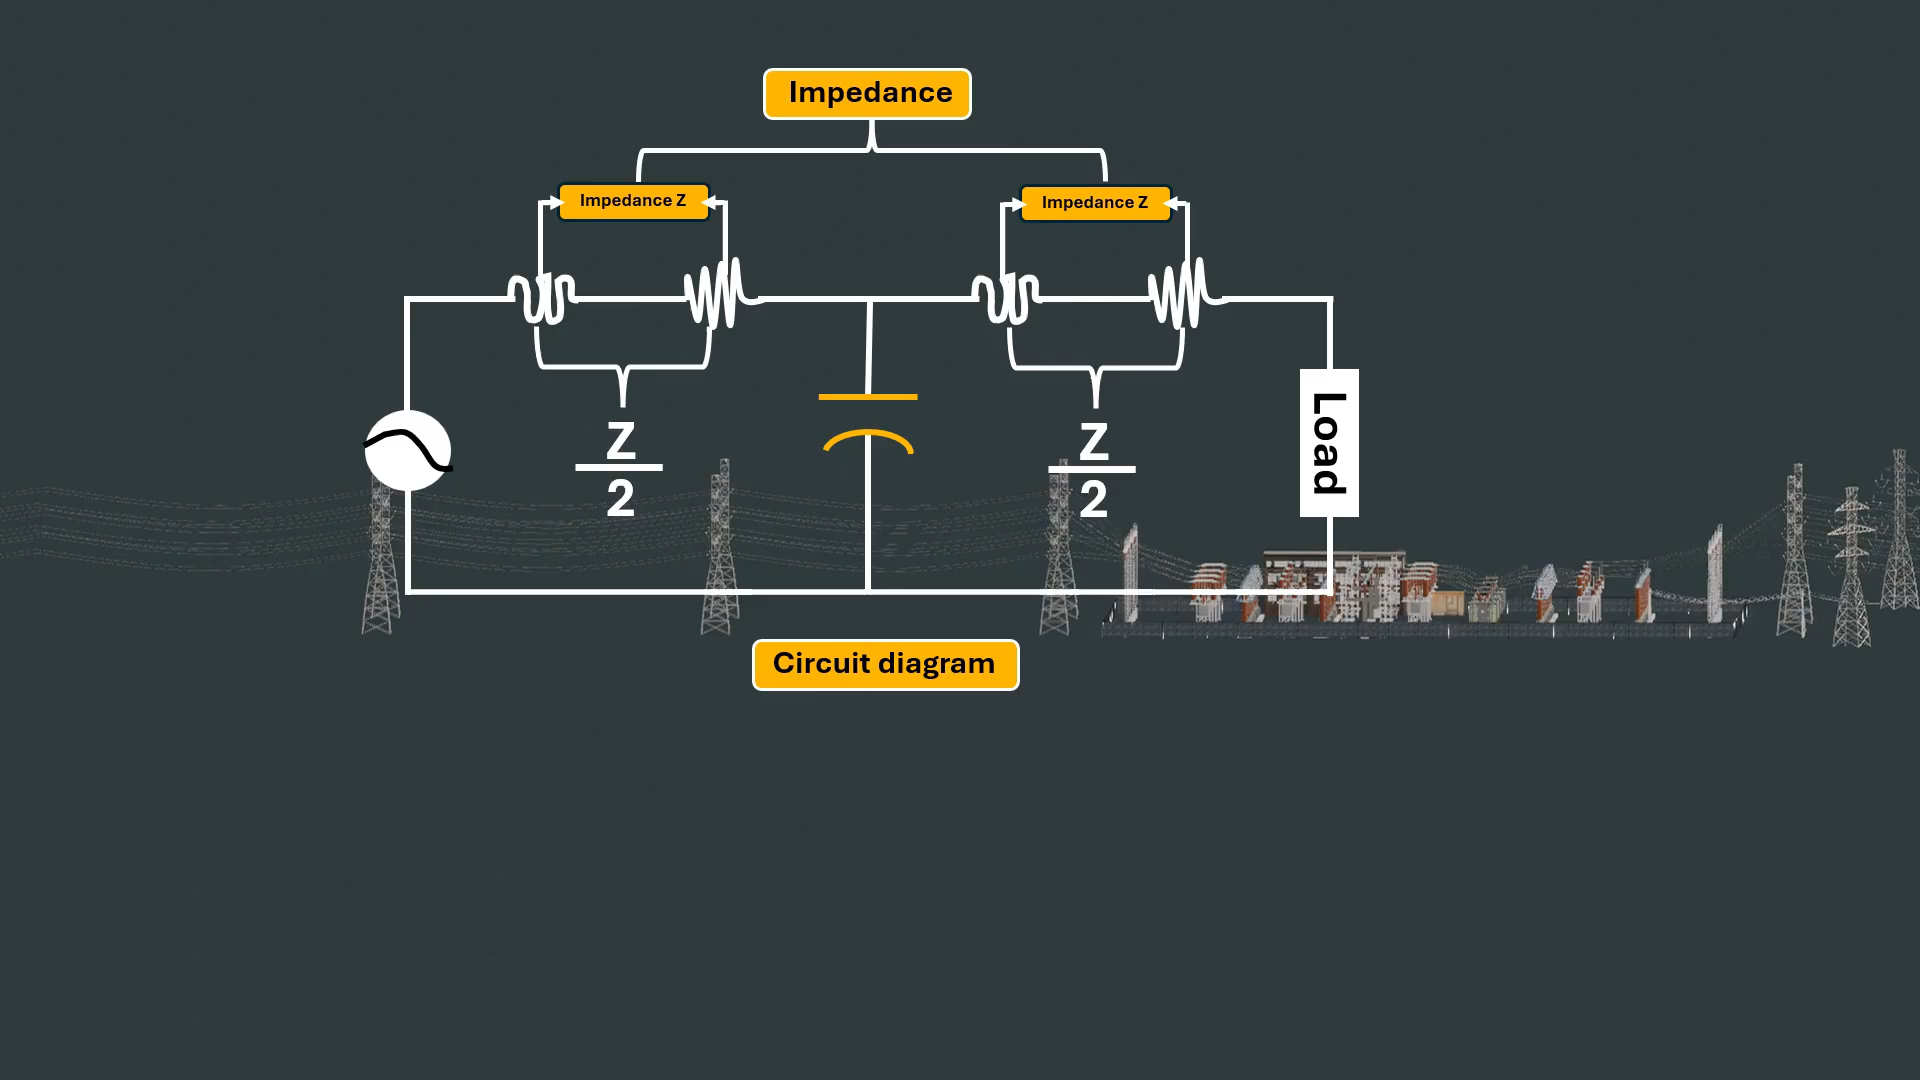 Impedance
Impedance Z
Impedance Z
Z
2
Z
2
Load
Circuit diagram